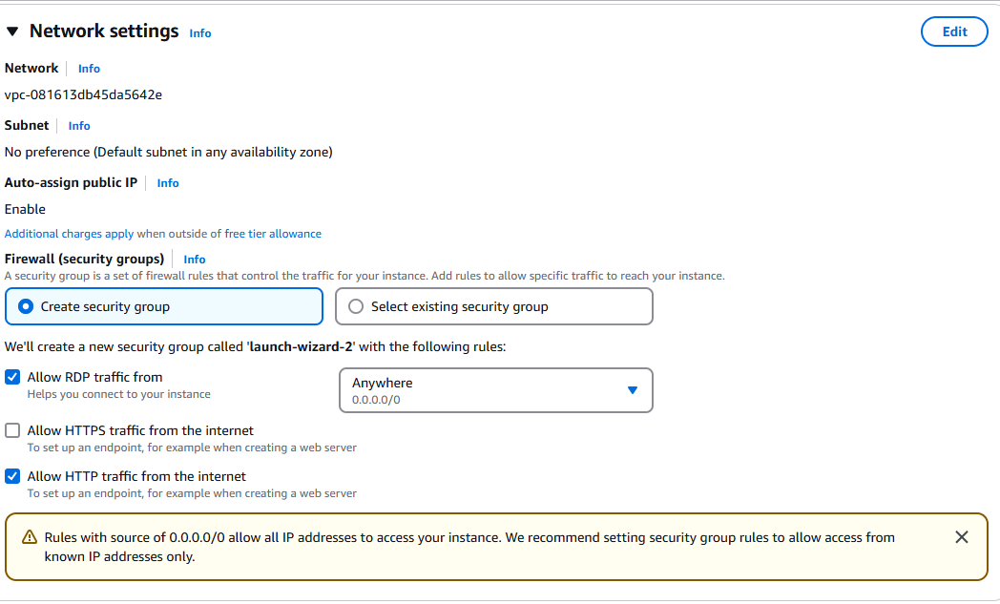 Network settings Info
Edit
Network Info
vpc-081613db45da5642e
Subnet Info
No preference (Default subnet in any availability zone)
Auto-assign public IP Info
Enable
Additional charges apply when outside of free tier allowance
Firewall (security groups) Info
A security group is a set of firewall rules that control the traffic for your instance. Add rules to allow specific traffic to reach your instance.
Create security group
Select existing security group
We'll create a new security group called 'launch-wizard-2' with the following rules:
Allow RDP traffic from
Helps you connect to your instance
Anywhere
0.0.0.0/0
Allow HTTPS traffic from the internet
To set up an endpoint, for example when creating a web server
Allow HTTP traffic from the internet
To set up an endpoint, for example when creating a web server
Rules with source of 0.0.0.0/0 allow all IP addresses to access your instance. We recommend setting security group rules to allow access from
known IP addresses only.